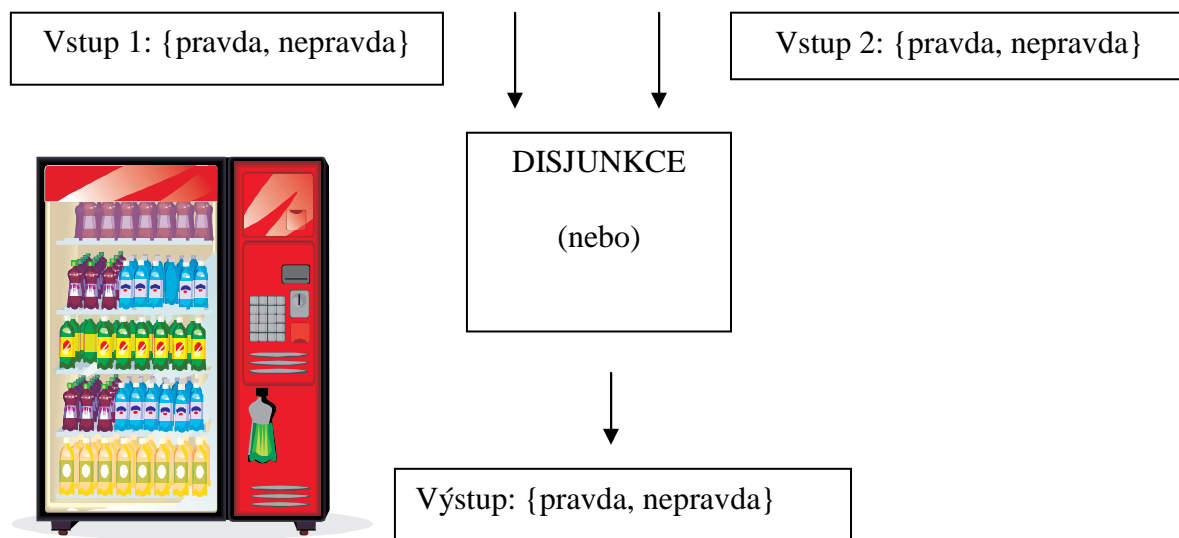 Vstup 1: {pravda, nepravda}
Vstup 2: {pravda, nepravda}
DISJUNKCE
(nebo)
Výstup: {pravda, nepravda}